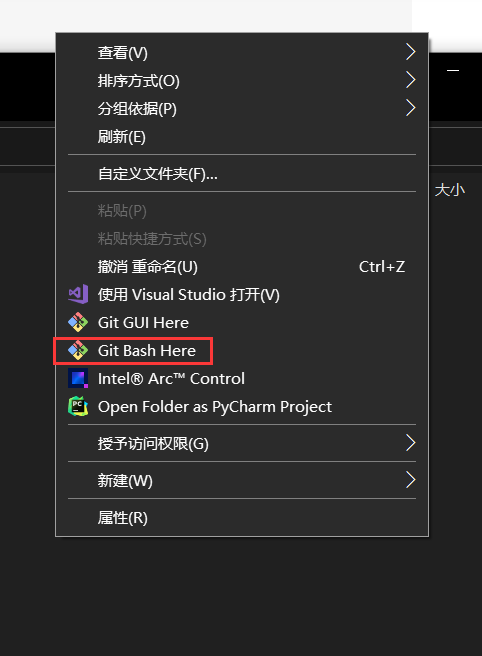 查看(V)
排序方式(O)
分组依据(P)
刷新(E)
自定义文件夹(F)...
大小
粘贴(P)
粘贴快捷方式(S)
撤消 重命名(U) Ctrl+Z
使用 Visual Studio 打开(V)
Git GUI Here
Git Bash Here
Intel® Arc™ Control
Open Folder as PyCharm Project
授予访问权限(G)
新建(W)
属性(R)